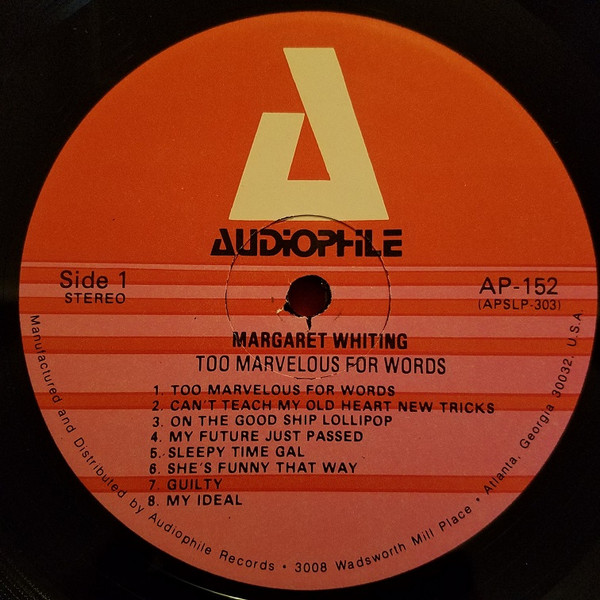 AUDiOPHiLE
Side 1
STEREO
AP-152
(APSLP-303)
MARGARET WHITING
TOO MARVELOUS FOR WORDS
1. TOO MARVELOUS FOR WORDS
2. CAN'T TEACH MY OLD HEART NEW TRICKS
3. ON THE GOOD SHIP LOLLIPOP
4. MY FUTURE JUST PASSED
5. SLEEPY TIME GAL
6. SHE'S FUNNY THAT WAY
7. GUILTY
8. MY IDEAL
Manufactured and Distributed by Audiophile Records • 3008 Wadsworth Mill Place • Atlanta, Georgia 30032, U.S.A.